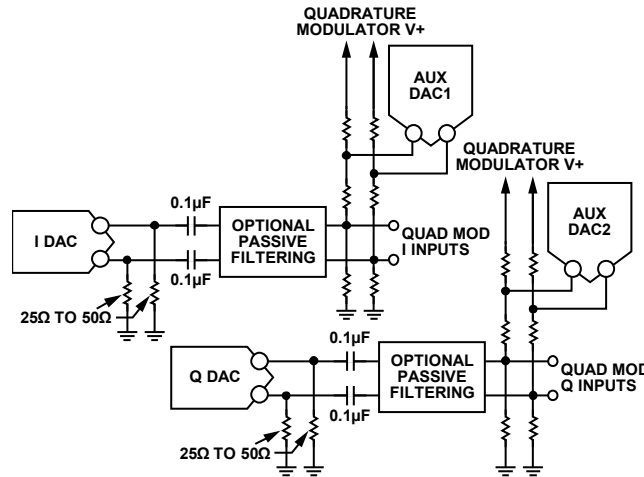 QUADRATURE
MODULATOR V+
AUX
DAC1
QUADRATURE
MODULATOR V+
AUX
DAC2
0.1µF
I DAC
OPTIONAL
PASSIVE
FILTERING
QUAD MOD
I INPUTS
0.1µF
25Ω TO 50Ω
0.1µF
Q DAC
OPTIONAL
PASSIVE
FILTERING
QUAD MOD
Q INPUTS
0.1µF
25Ω TO 50Ω